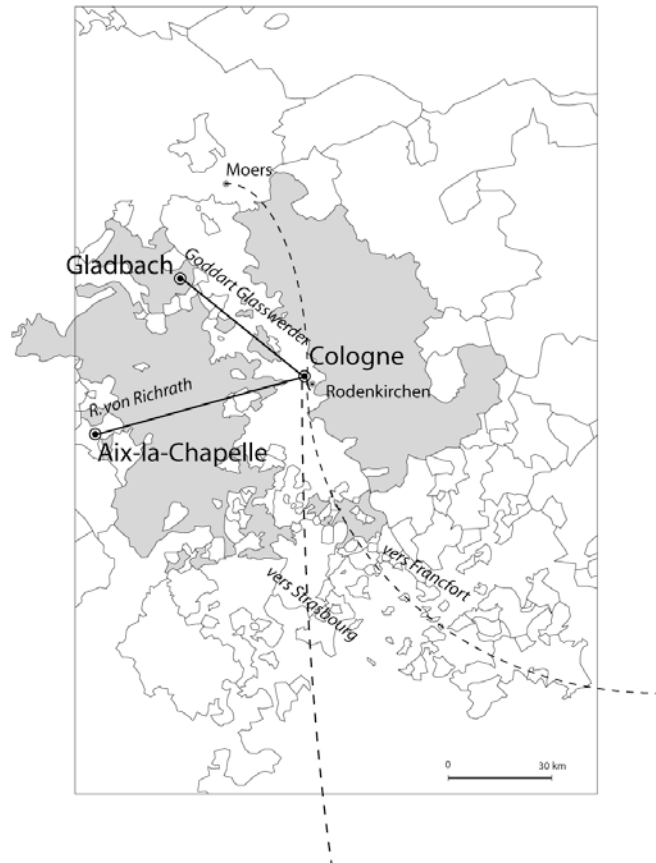 Moers
Gladbach
Goddart Glasswerder
Cologne
Rodenkirchen
R. von Richrath
Aix-la-Chapelle
vers Francfort
vers Strasbourg
0 30 km